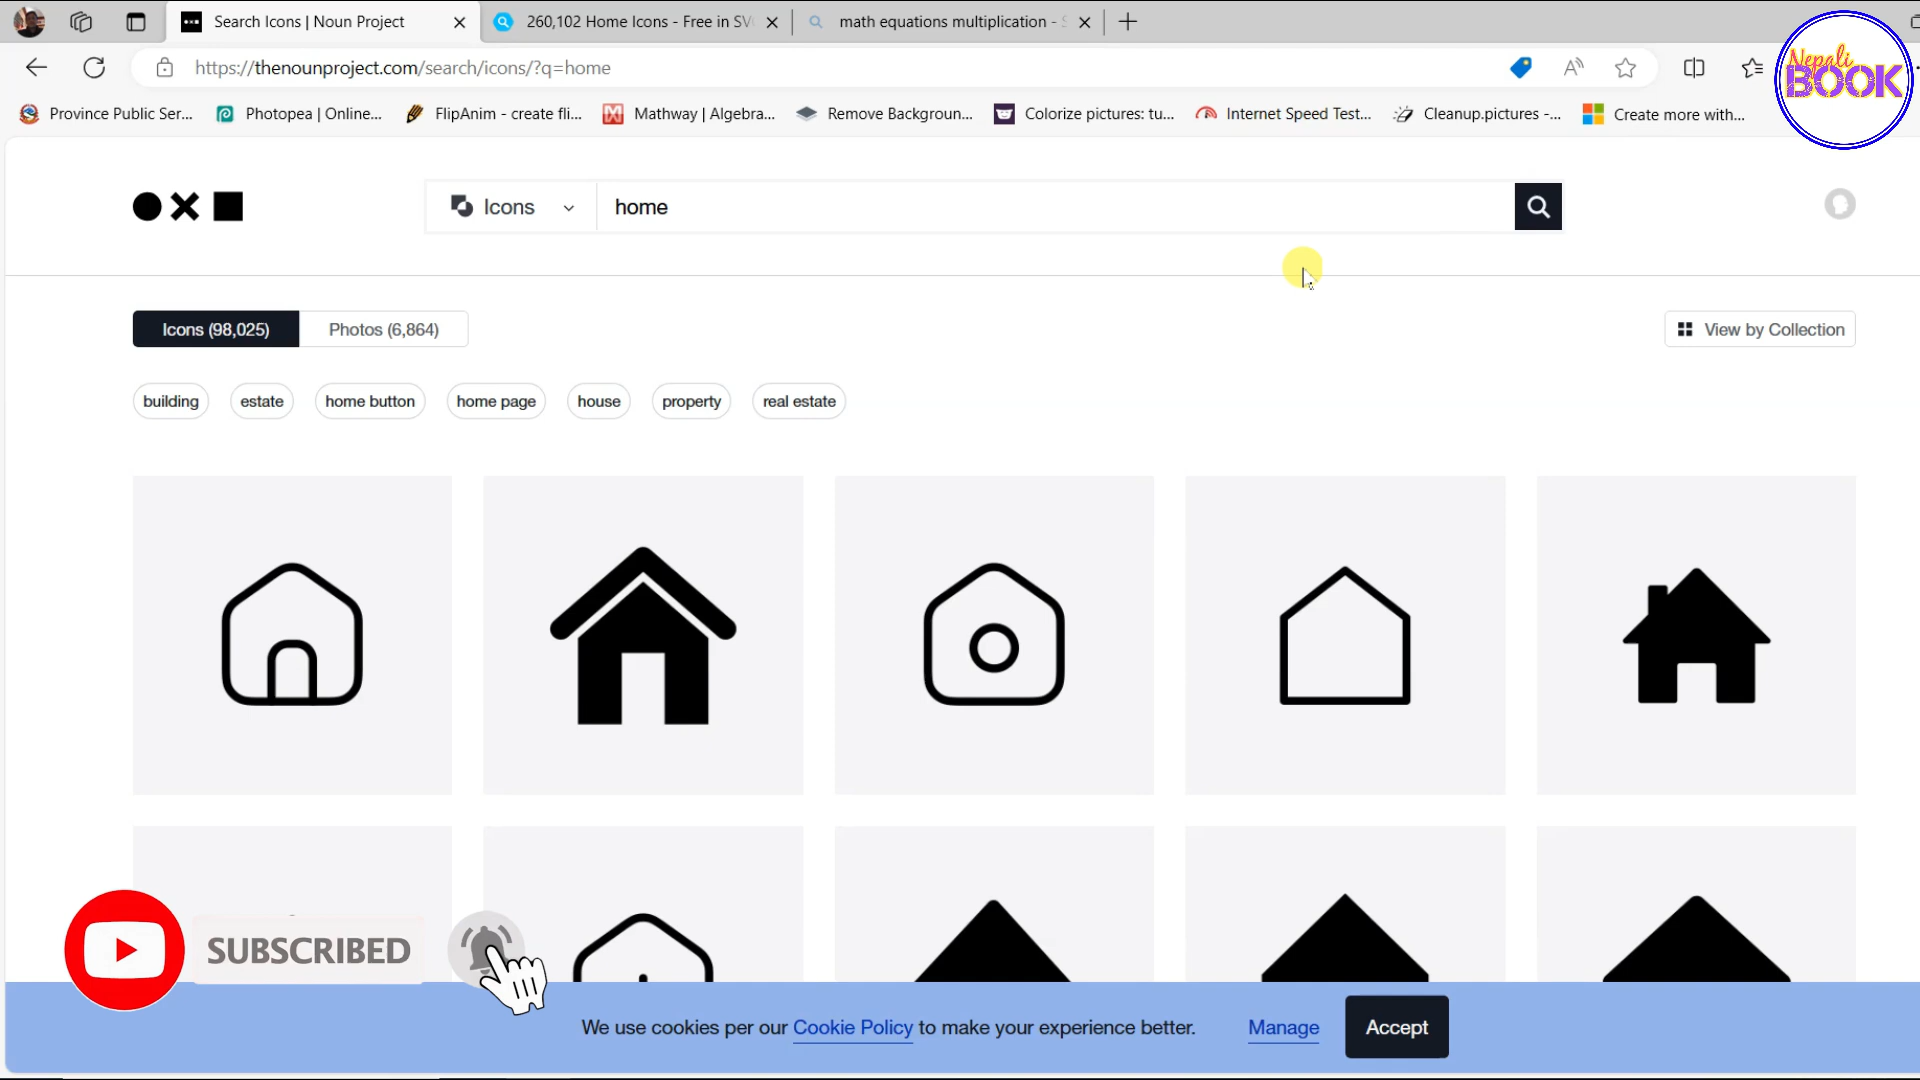 Search Icons | Noun Project
260,102 Home Icons - Free in SV
math equations multiplication - S
https://thenounproject.com/search/icons/?q=home
Province Public Ser...
Photopea | Online...
FlipAnim - create fli...
Mathway | Algebra...
Remove Backgroun...
Colorize pictures: tu...
Internet Speed Test...
Cleanup.pictures -...
Create more with...
Nepali
BOOK
Icons
home
Icons (98,025)
Photos (6,864)
View by Collection
building
estate
home button
home page
house
property
real estate
SUBSCRIBED
We use cookies per our Cookie Policy to make your experience better.
Manage
Accept